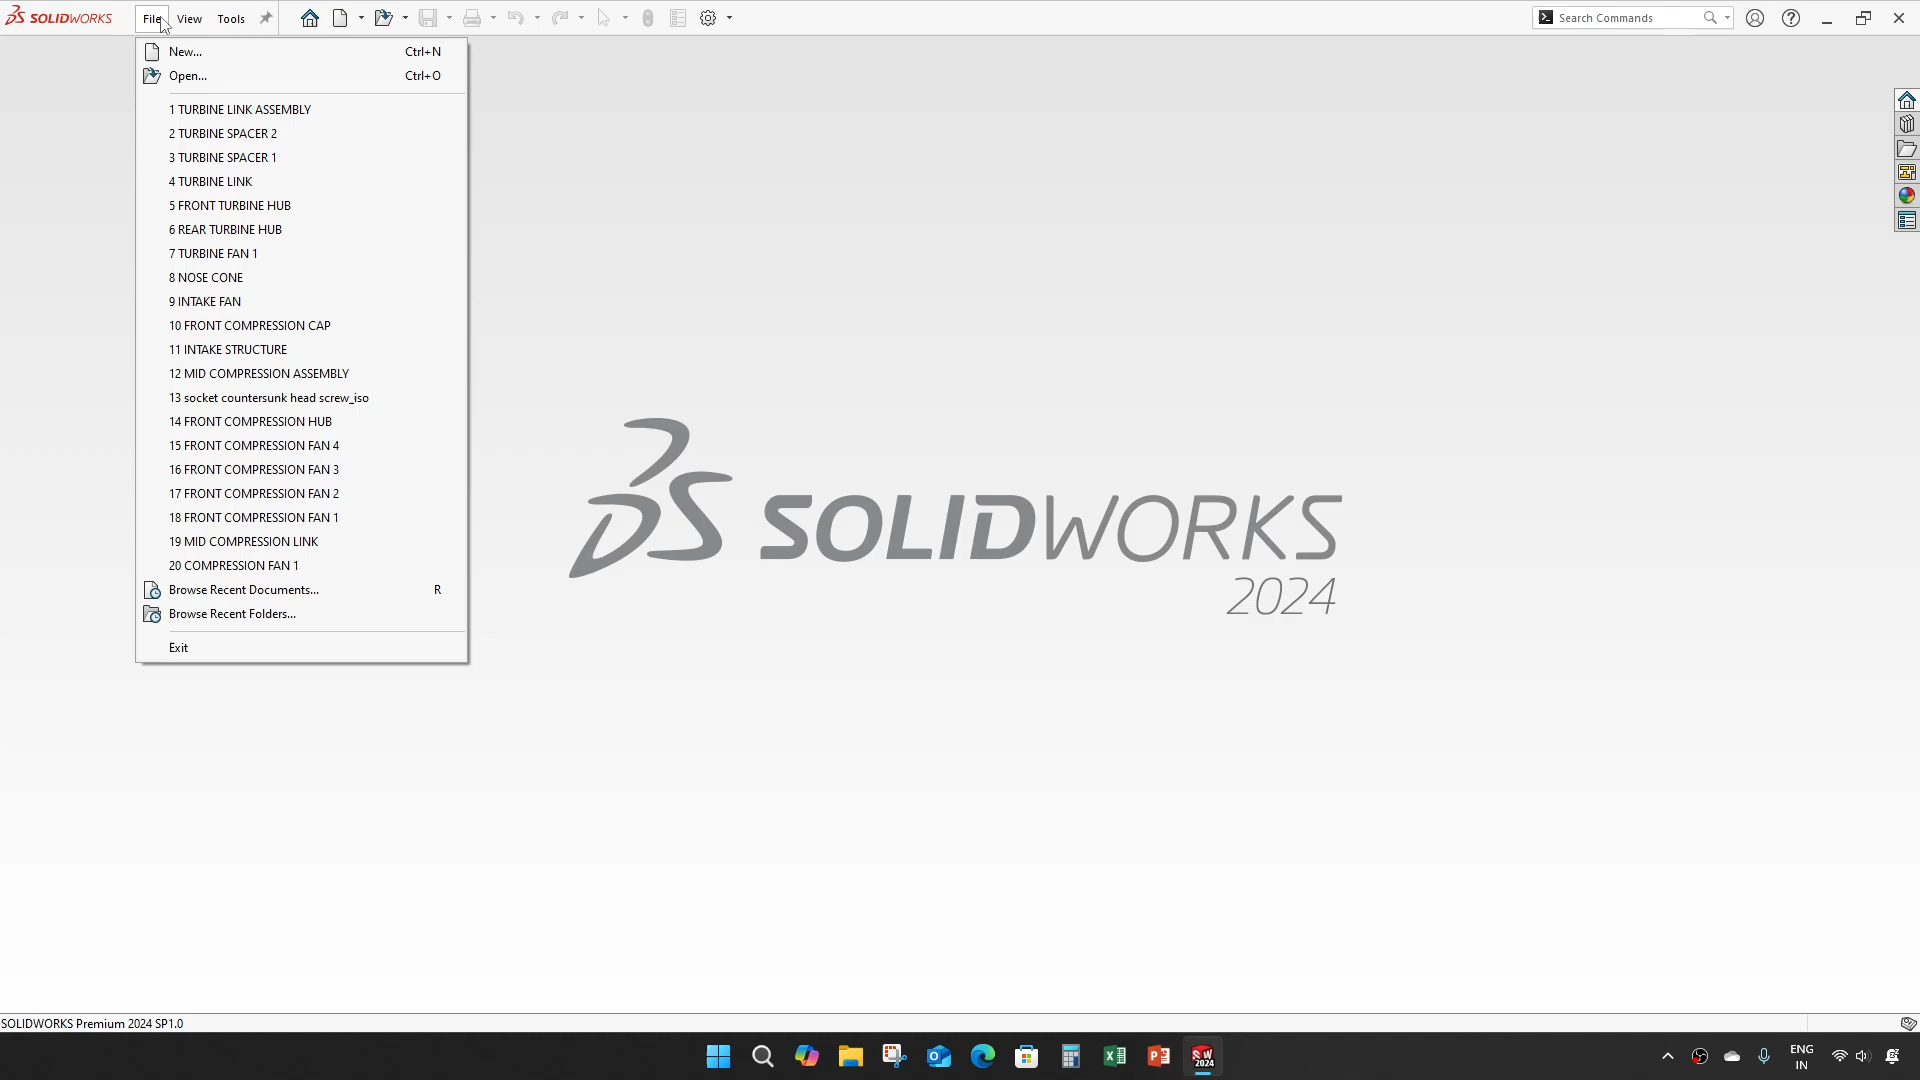 SOLIDWORKS
File View Tools
Search Commands
New... Ctrl+N
Open... Ctrl+O
1 TURBINE LINK ASSEMBLY
2 TURBINE SPACER 2
3 TURBINE SPACER 1
4 TURBINE LINK
5 FRONT TURBINE HUB
6 REAR TURBINE HUB
7 TURBINE FAN 1
8 NOSE CONE
9 INTAKE FAN
10 FRONT COMPRESSION CAP
11 INTAKE STRUCTURE
12 MID COMPRESSION ASSEMBLY
13 socket countersunk head screw_iso
14 FRONT COMPRESSION HUB
15 FRONT COMPRESSION FAN 4
16 FRONT COMPRESSION FAN 3
17 FRONT COMPRESSION FAN 2
18 FRONT COMPRESSION FAN 1
19 MID COMPRESSION LINK
20 COMPRESSION FAN 1
Browse Recent Documents... R
Browse Recent Folders...
Exit
SOLIDWORKS
2024
SOLIDWORKS Premium 2024 SP1.0
SW
2024
ENG
IN